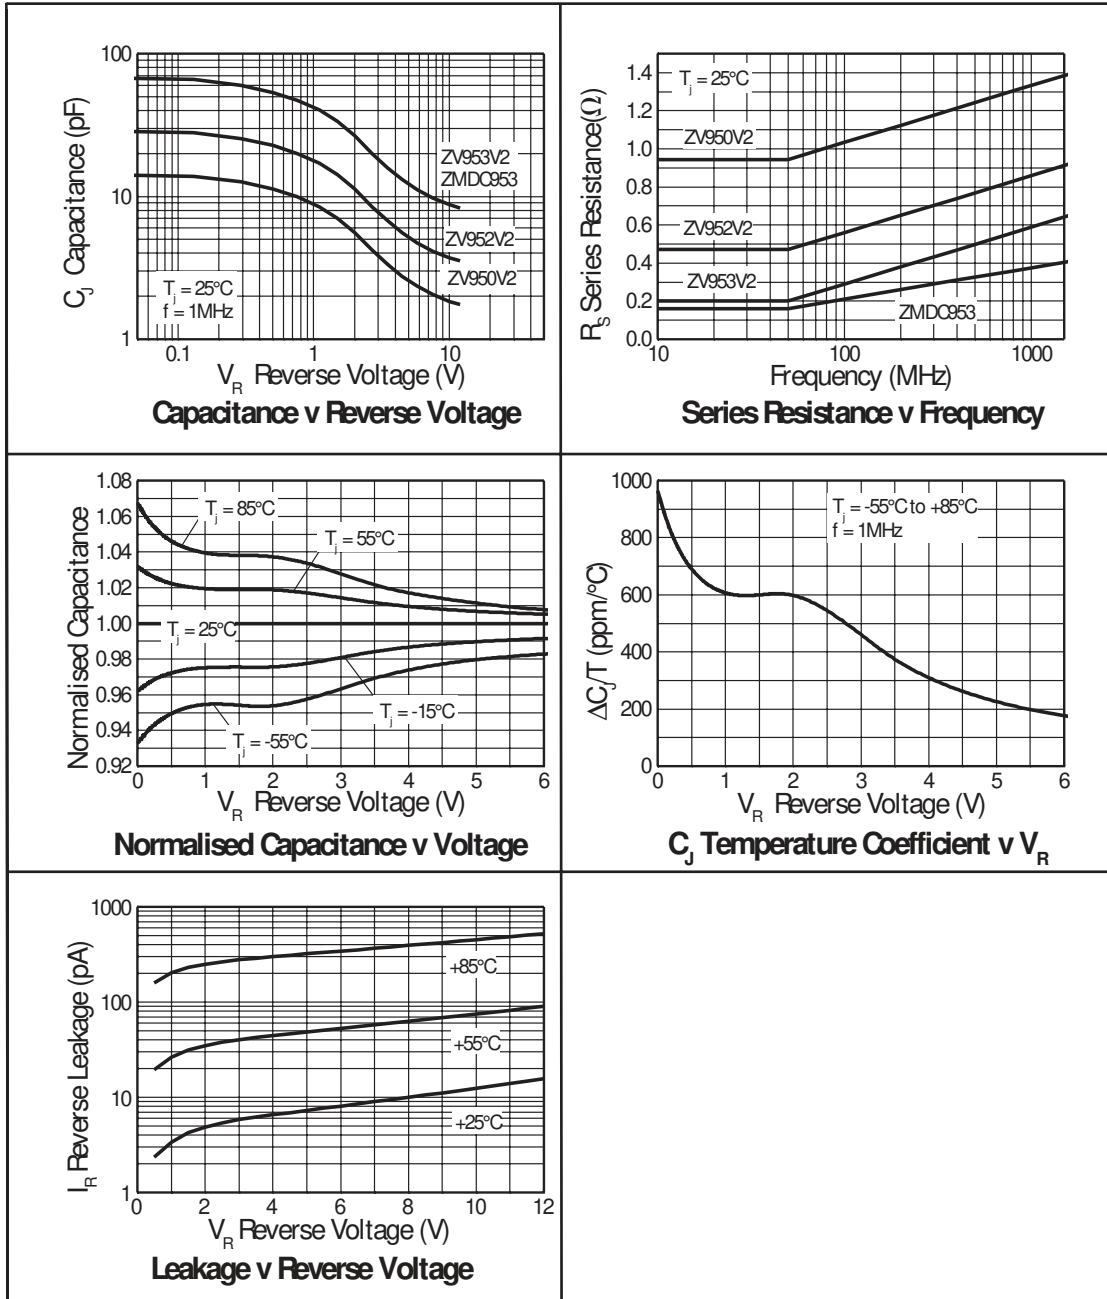 100
10
1
0.1
1
10
C_J Capacitance (pF)
ZV953V2
ZMDC953
ZV952V2
ZV950V2
T_j = 25°C
f = 1MHz
V_R Reverse Voltage (V)
Capacitance v Reverse Voltage
1.4
1.2
1.0
0.8
0.6
0.4
0.2
0.0
10
100
1000
R_S Series Resistance(Ω)
T_j = 25°C
ZV950V2
ZV952V2
ZV953V2
ZMDC953
Frequency (MHz)
Series Resistance v Frequency
1.08
1.06
1.04
1.02
1.00
0.98
0.96
0.94
0.92
0
1
2
3
4
5
6
Normalised Capacitance
T_j = 85°C
T_j = 55°C
T_j = 25°C
T_j = -15°C
T_j = -55°C
V_R Reverse Voltage (V)
Normalised Capacitance v Voltage
1000
800
600
400
200
0
0
1
2
3
4
5
6
ΔC_J/T (ppm/°C)
T_j = -55°C to +85°C
f = 1MHz
V_R Reverse Voltage (V)
C_J Temperature Coefficient v V_R
1000
100
10
1
0
2
4
6
8
10
12
I_R Reverse Leakage (pA)
+85°C
+55°C
+25°C
V_R Reverse Voltage (V)
Leakage v Reverse Voltage